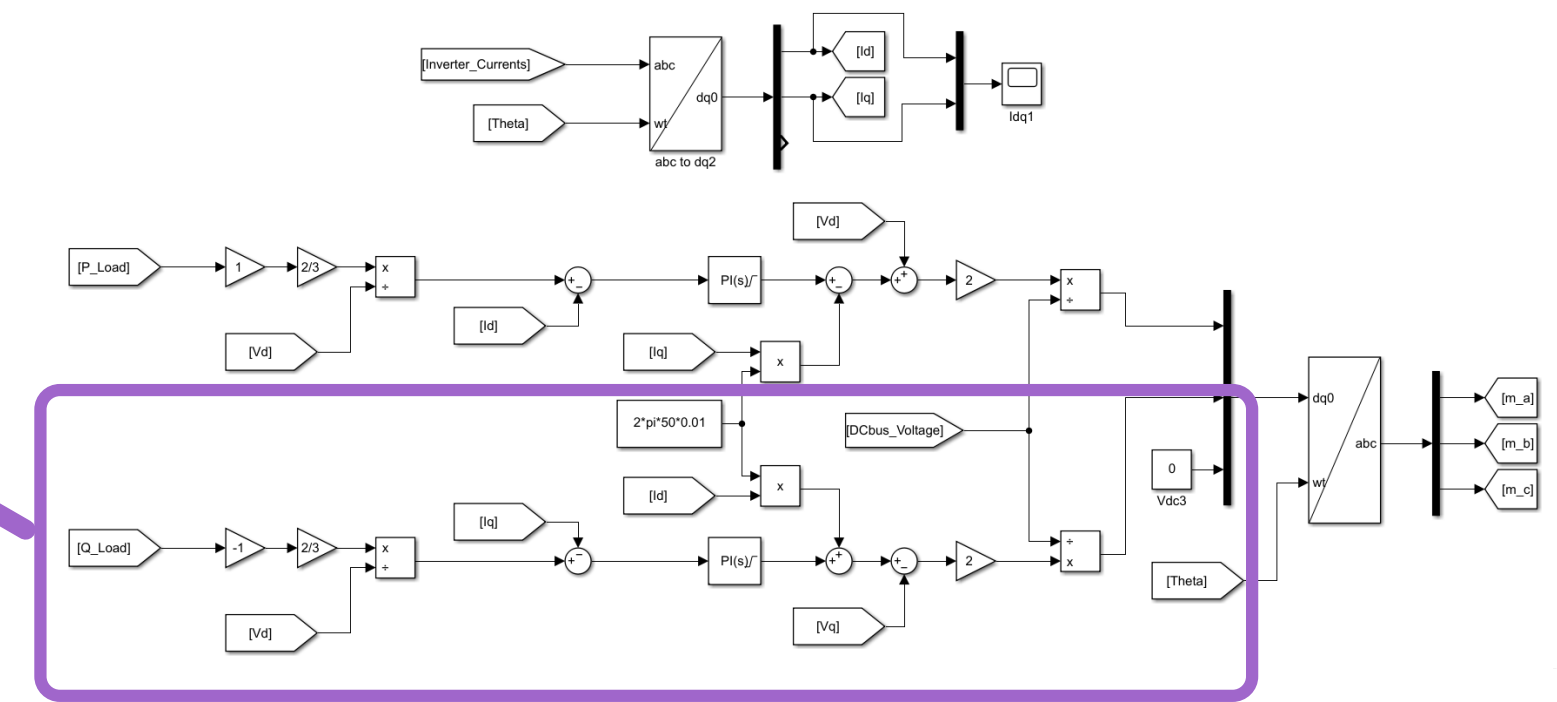 [Inverter_Currents]
abc
[Theta]
wt
dq0
abc to dq2
[Id]
[Iq]
Idq1
[P_Load]
1
2/3
x
÷
[Vd]
+
−
[Id]
PI(s)
+
−
[Iq]
x
[Vd]
+
+
2
x
÷
2*pi*50*0.01
[DCbus_Voltage]
[Id]
x
0
Vdc3
[Q_Load]
-1
2/3
x
÷
[Vd]
[Iq]
+
−
PI(s)
+
+
[Vq]
+
−
2
÷
x
[Theta]
dq0
wt
abc
[m_a]
[m_b]
[m_c]